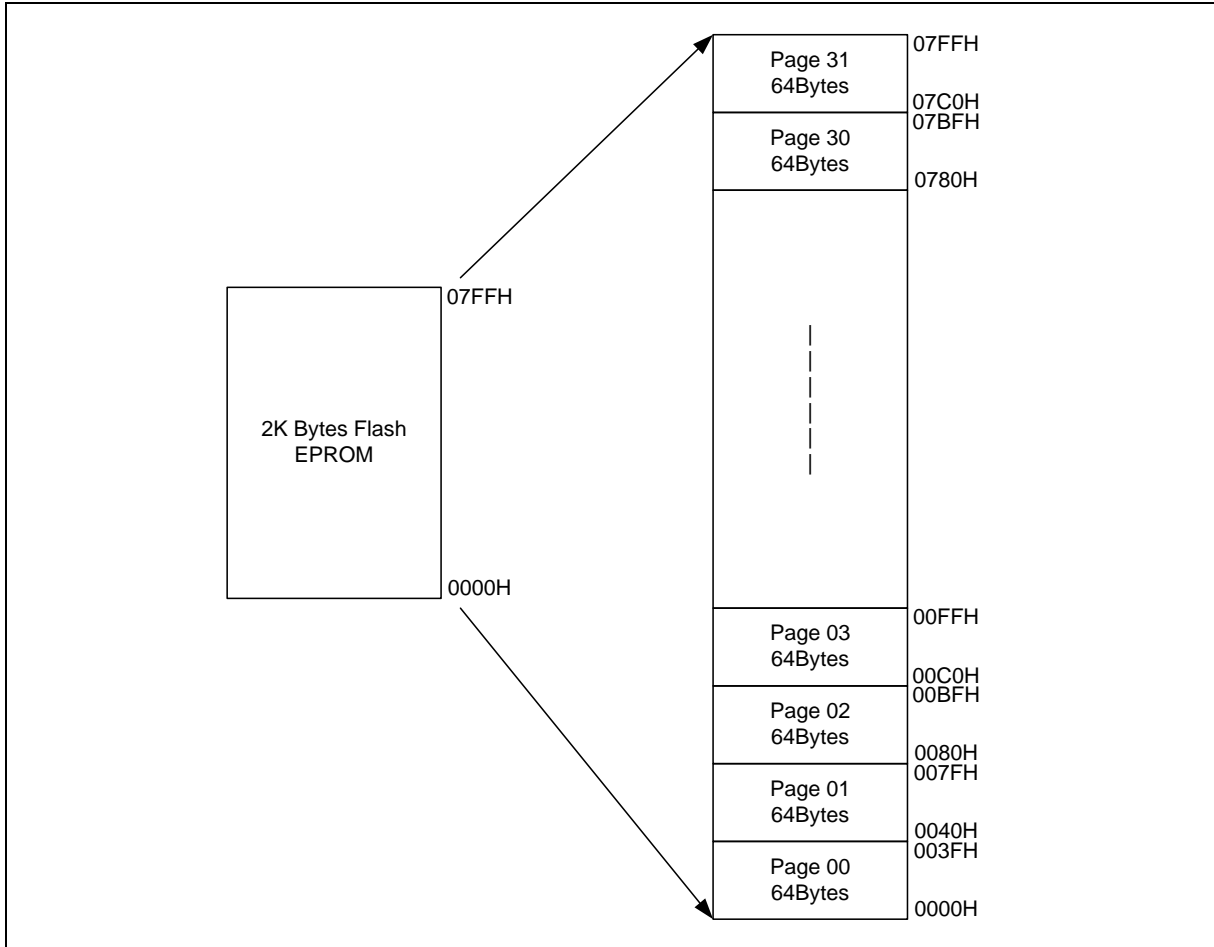 07FFH
Page 31
64Bytes
07C0H
07BFH
Page 30
64Bytes
0780H
07FFH
2K Bytes Flash
EPROM
0000H
00FFH
Page 03
64Bytes
00C0H
00BFH
Page 02
64Bytes
0080H
007FH
Page 01
64Bytes
0040H
003FH
Page 00
64Bytes
0000H